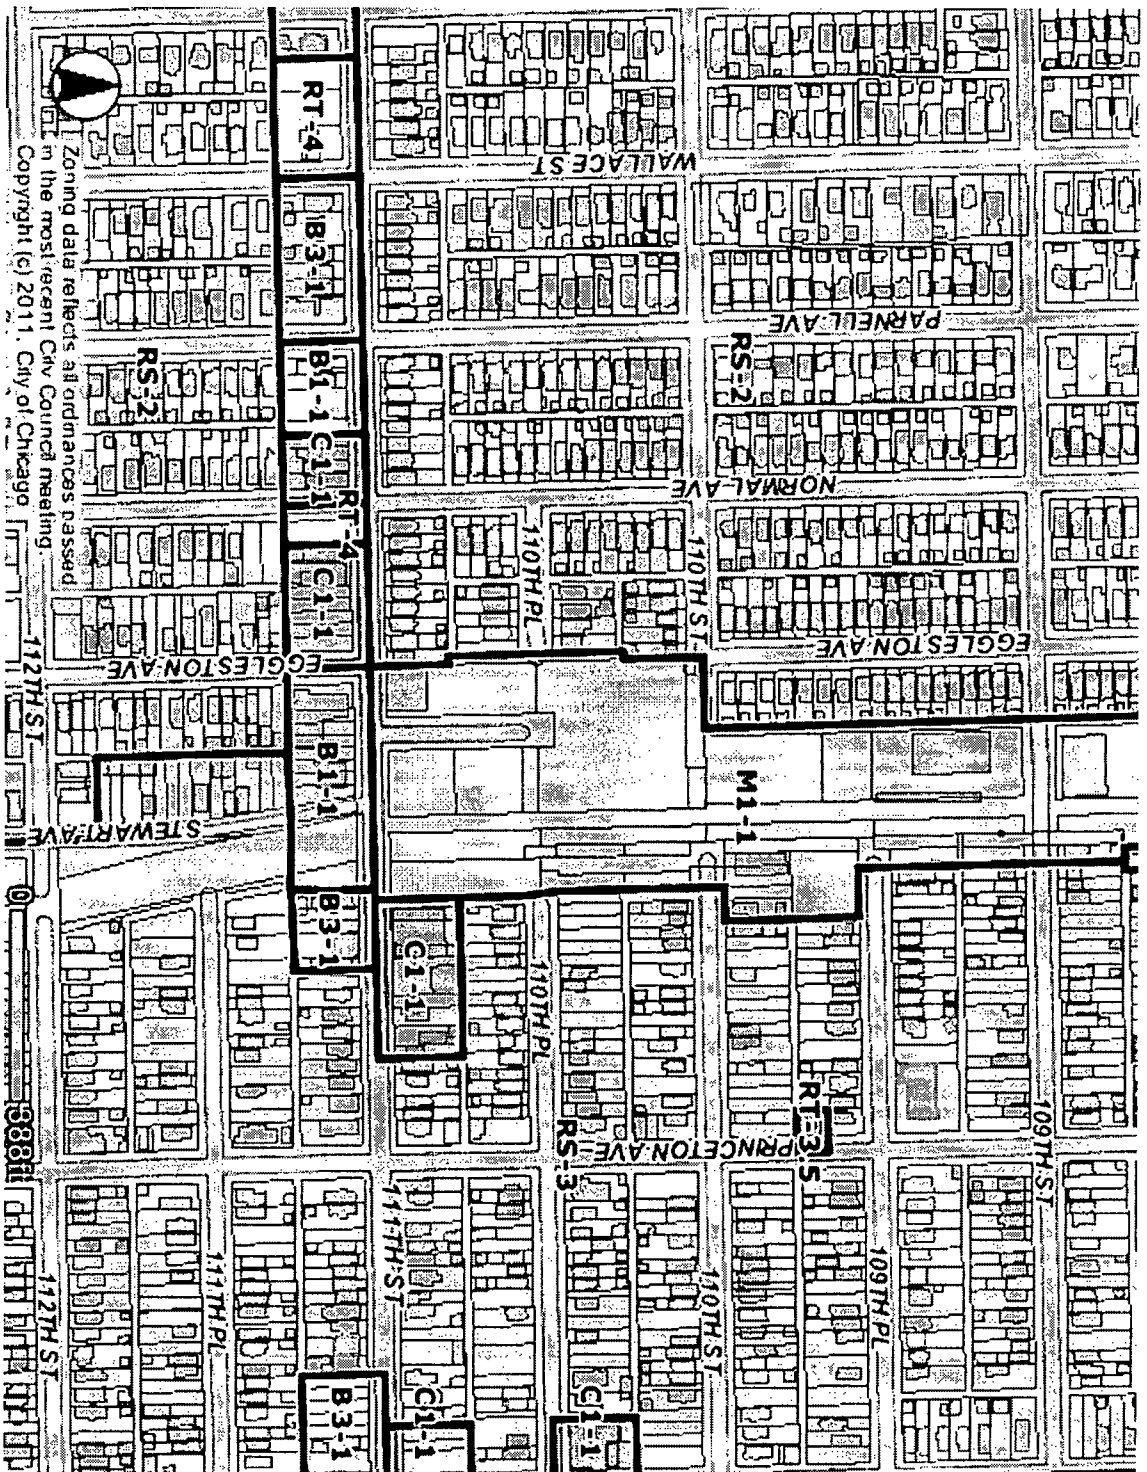 RT-4
B3-1
B1-1
C1-1
RT-4
C1-1
B1-1
B3-1
C1-1
B3-1
C1-1
C1-1
RS-2
RS-2
M1-1
RS-3
RT-3.5
WALLACE ST
PARNELL AVE
NORMAL AVE
EGGLESTON AVE
EGGLESTON AVE
STEWART AVE
PRINCETON AVE
109TH ST
109TH PL
110TH ST
110TH ST
110TH PL
110TH PL
111TH ST
111TH PL
112TH ST
112TH ST
Zoning data reflects all ordinances passed
in the most recent City Council meeting.
Copyright (c) 2011, City of Chicago